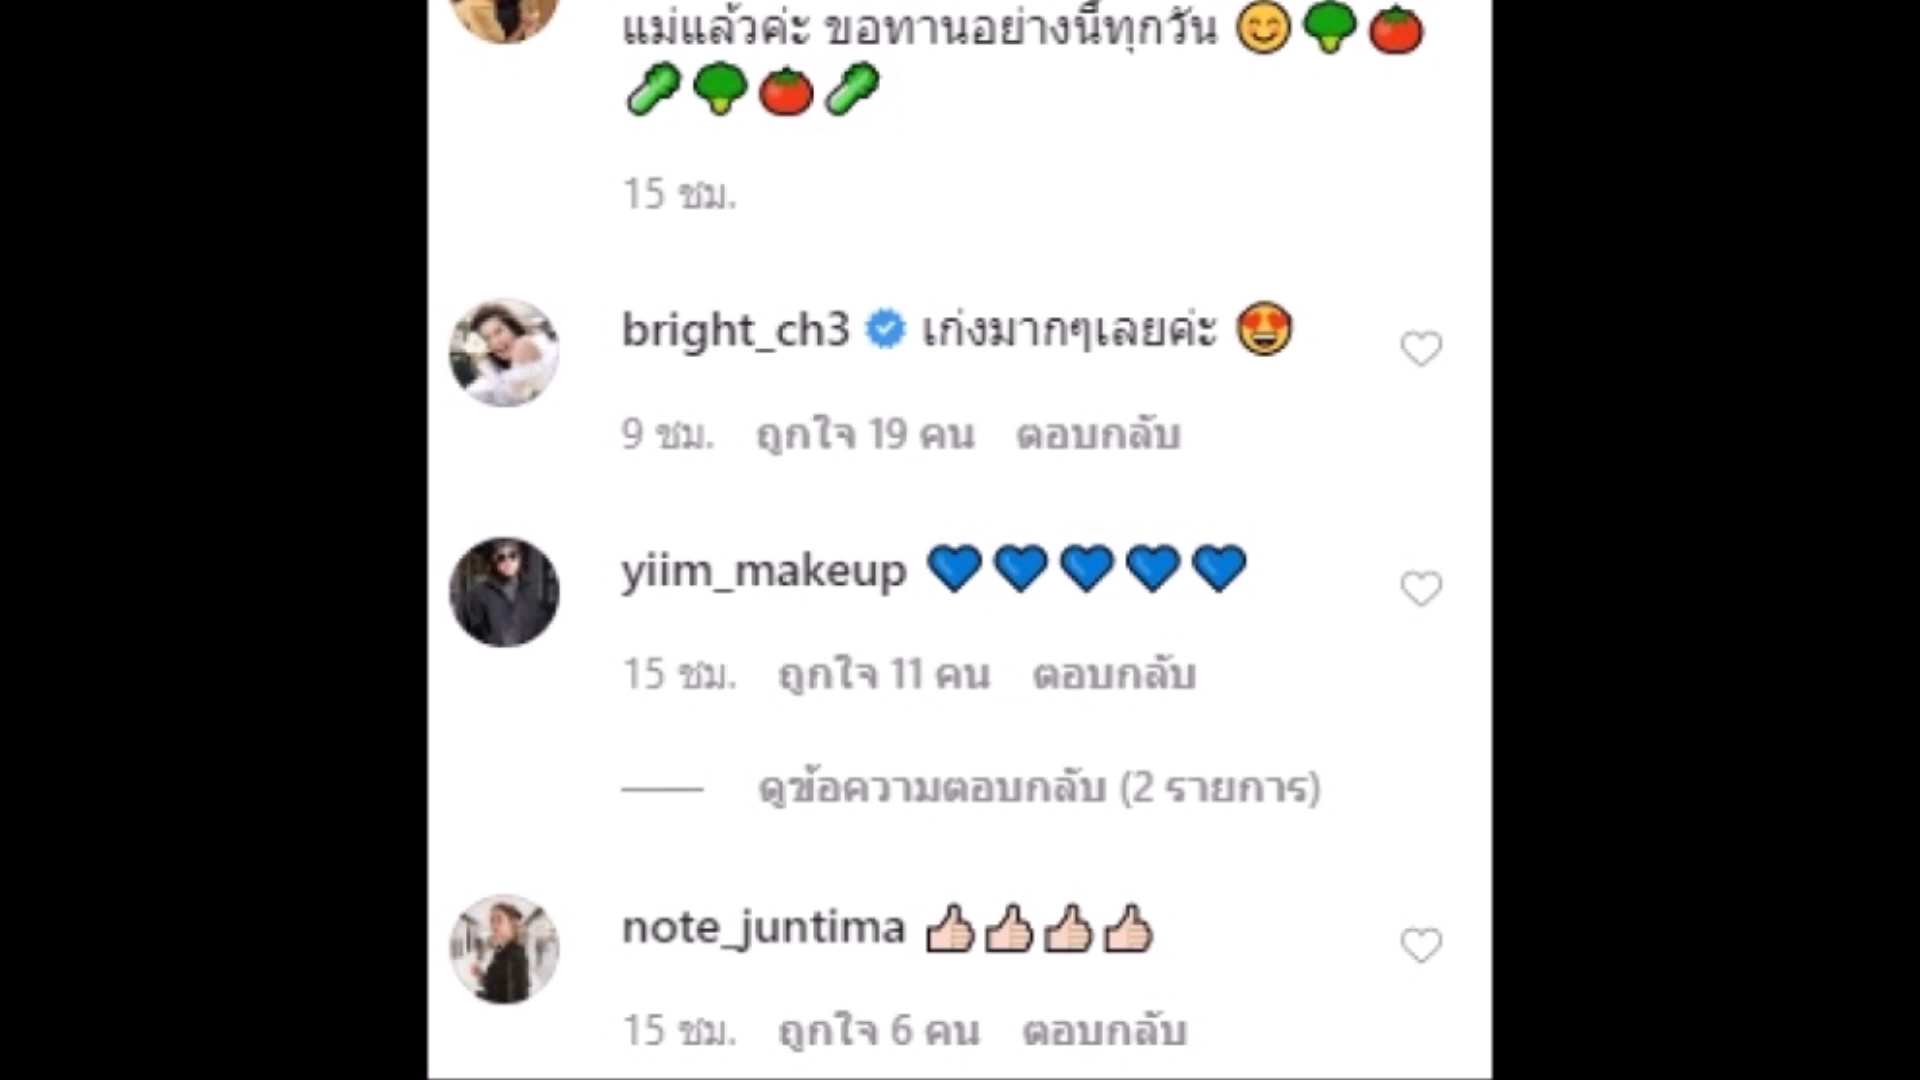 แม่แล้วค่ะ ขอทานอย่างนี้ทุกวัน 😊🥦🍅
🥒🥦🍅🥒
15 ชม.
bright_ch3 เก่งมากๆเลยค่ะ 😍
9 ชม. ถูกใจ 19 คน ตอบกลับ
yiim_makeup 💙💙💙💙💙
15 ชม. ถูกใจ 11 คน ตอบกลับ
ดูข้อความตอบกลับ (2 รายการ)
note_juntima 👍🏻👍🏻👍🏻👍🏻
15 ชม. ถูกใจ 6 คน ตอบกลับ